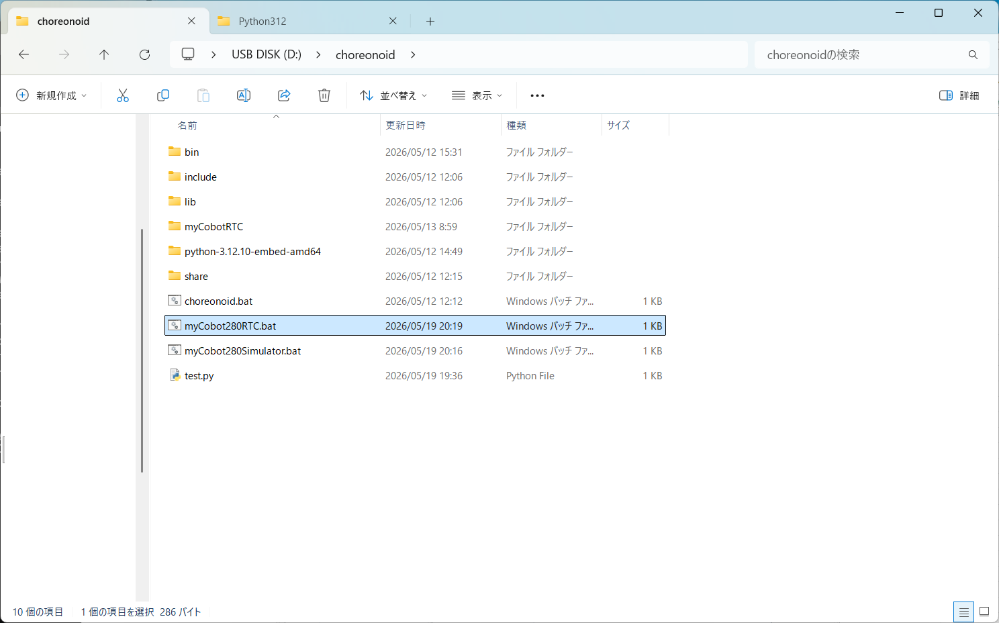 choreonoid
Python312
USB DISK (D:)
choreonoid
choreonoidの検索
新規作成
並べ替え
表示
詳細
名前 更新日時 種類 サイズ
bin 2026/05/12 15:31 ファイル フォルダー
include 2026/05/12 12:06 ファイル フォルダー
lib 2026/05/12 12:06 ファイル フォルダー
myCobotRTC 2026/05/13 8:59 ファイル フォルダー
python-3.12.10-embed-amd64 2026/05/12 14:49 ファイル フォルダー
share 2026/05/12 12:15 ファイル フォルダー
choreonoid.bat 2026/05/12 12:12 Windows バッチ ファ... 1 KB
myCobot280RTC.bat 2026/05/19 20:19 Windows バッチ ファ... 1 KB
myCobot280Simulator.bat 2026/05/19 20:16 Windows バッチ ファ... 1 KB
test.py 2026/05/19 19:36 Python File 1 KB
10 個の項目 1 個の項目を選択 286 バイト